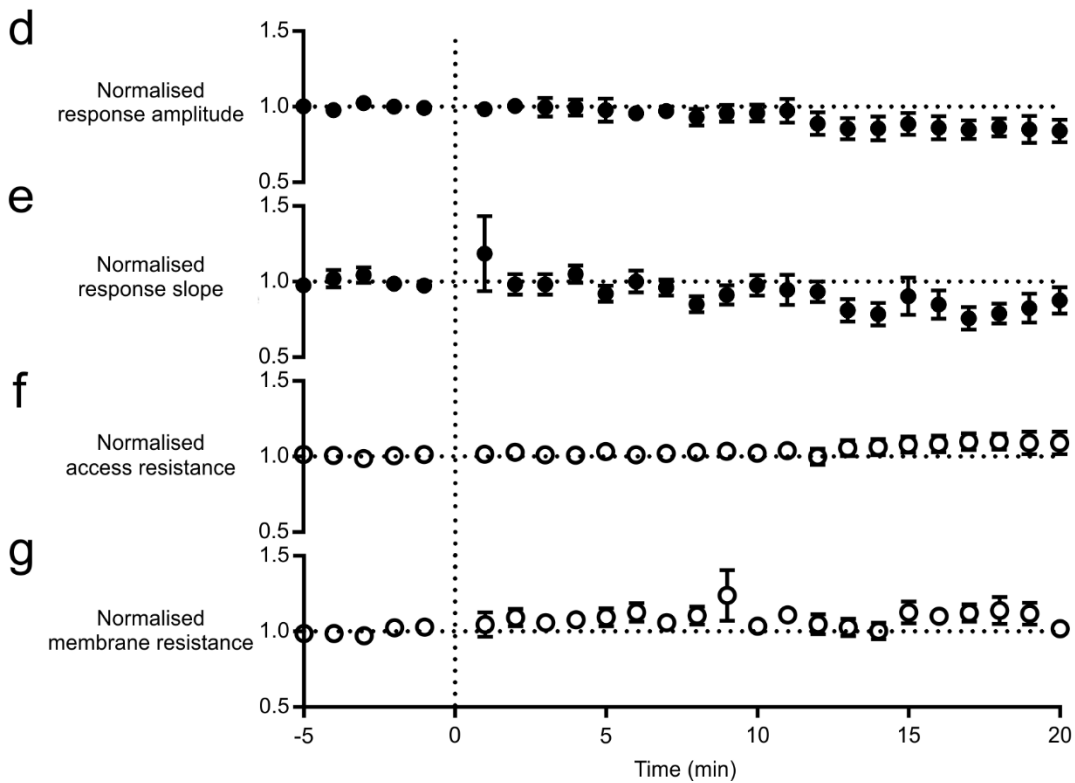 d
1.5
Normalised
response amplitude
1.0
0.5
e
1.5
Normalised
response slope
1.0
0.5
f
1.5
Normalised
access resistance
1.0
0.5
g
1.5
Normalised
membrane resistance
1.0
0.5
-5 0 5 10 15 20
Time (min)